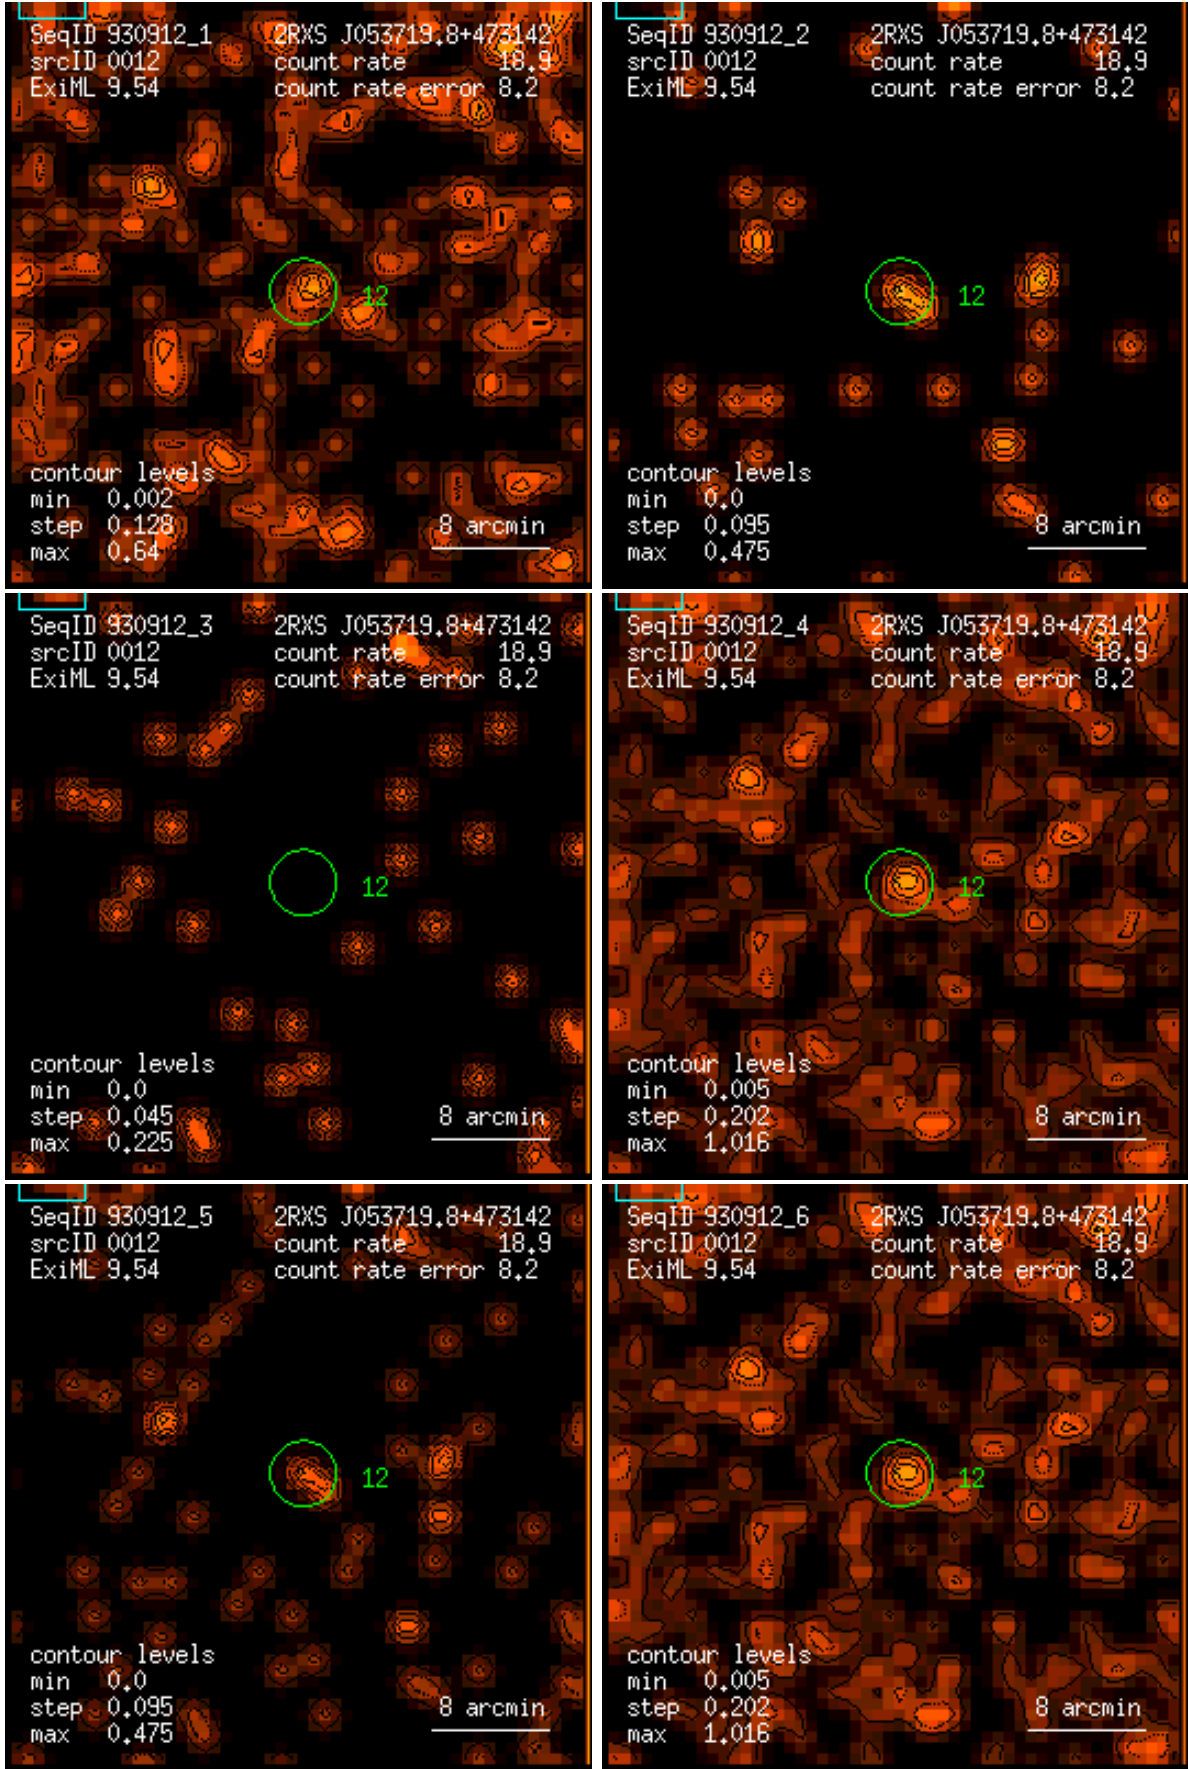 SeqID 930912_1 2RXS J053719.8+473142
srcID 0012 count rate 18.9
ExiML 9.54 count rate error 8.2
12
contour levels
min 0.002
step 0.128 8 arcmin
max 0.64
SeqID 930912_2 2RXS J053719.8+473142
srcID 0012 count rate 18.9
ExiML 9.54 count rate error 8.2
12
contour levels
min 0.0
step 0.095 8 arcmin
max 0.475
SeqID 930912_3 2RXS J053719.8+473142
srcID 0012 count rate 18.9
ExiML 9.54 count rate error 8.2
12
contour levels
min 0.0
step 0.045 8 arcmin
max 0.225
SeqID 930912_4 2RXS J053719.8+473142
srcID 0012 count rate 18.9
ExiML 9.54 count rate error 8.2
12
contour levels
min 0.005
step 0.202 8 arcmin
max 1.016
SeqID 930912_5 2RXS J053719.8+473142
srcID 0012 count rate 18.9
ExiML 9.54 count rate error 8.2
12
contour levels
min 0.0
step 0.095 8 arcmin
max 0.475
SeqID 930912_6 2RXS J053719.8+473142
srcID 0012 count rate 18.9
ExiML 9.54 count rate error 8.2
12
contour levels
min 0.005
step 0.202 8 arcmin
max 1.016